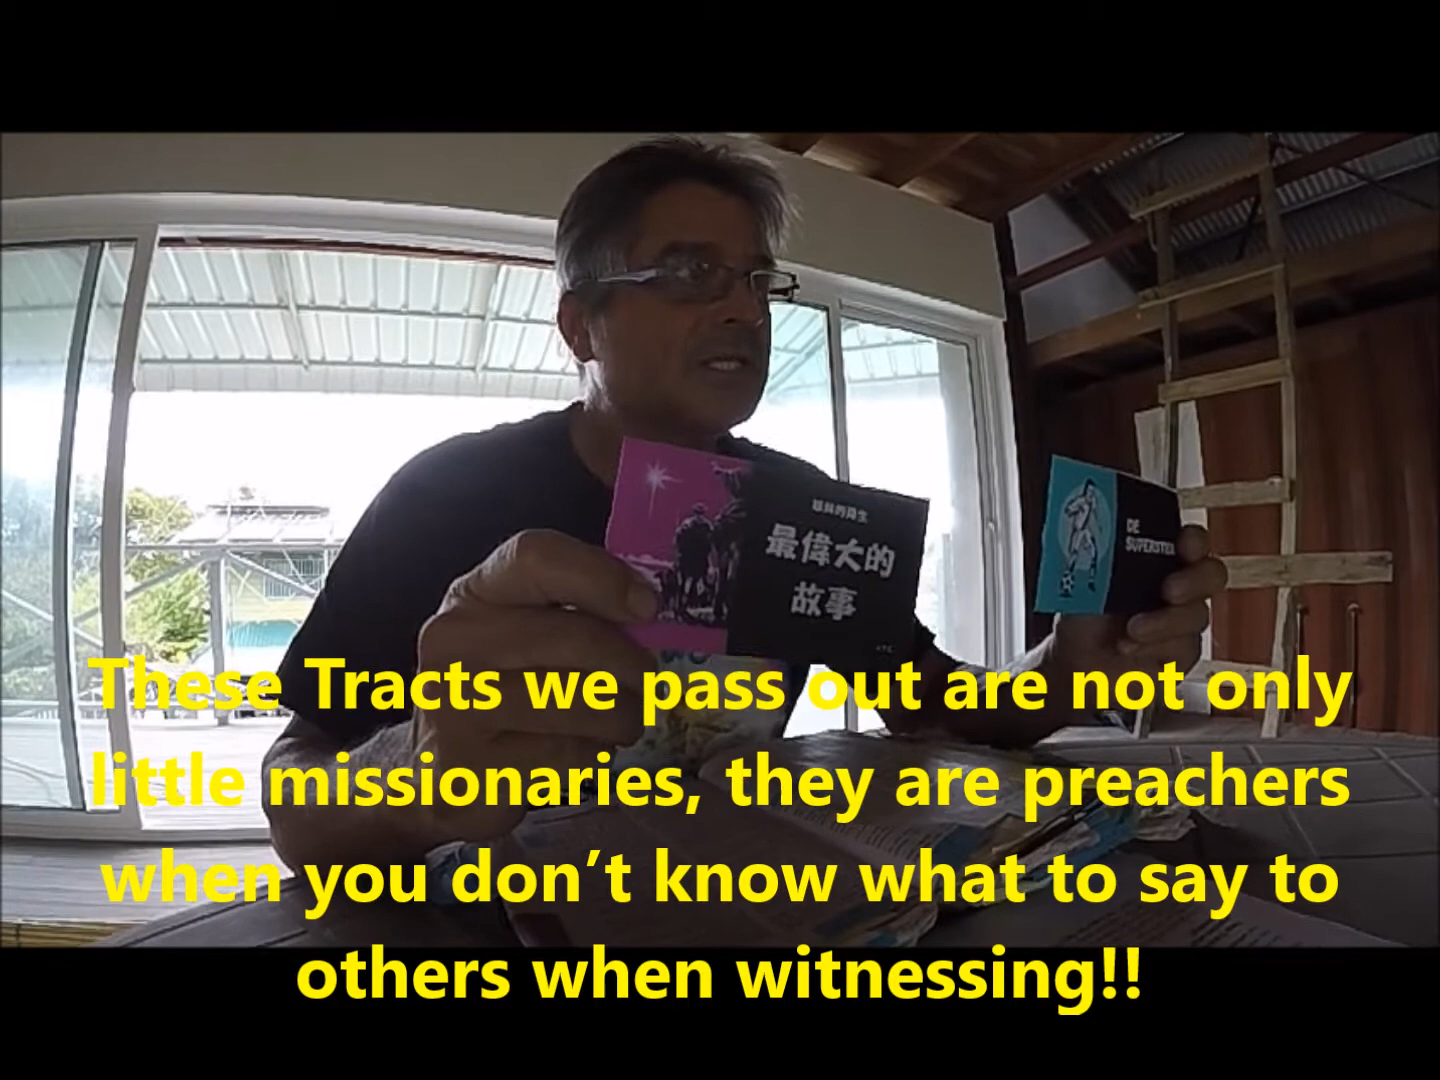 耶穌的降生
最偉大的
故事
DE
SUPERSTER
These Tracts we pass out are not only
little missionaries, they are preachers
when you don’t know what to say to
others when witnessing!!